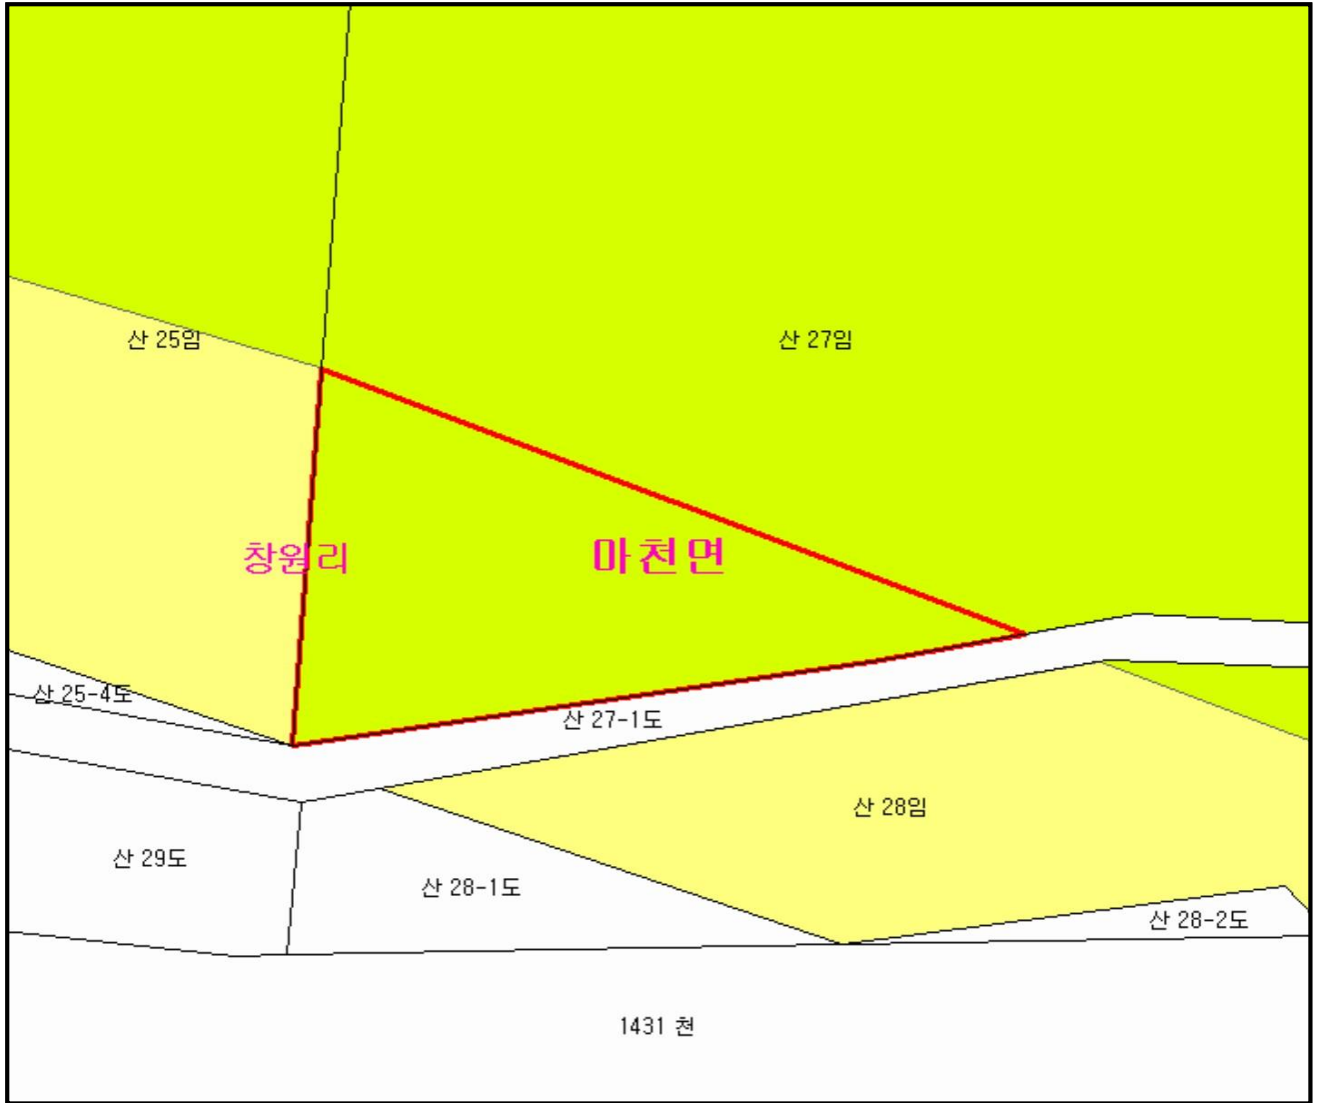 산 25임
산 27임
창원리
마천면
산 25-4도
산 27-1도
산 28임
산 29도
산 28-1도
산 28-2도
1431 천